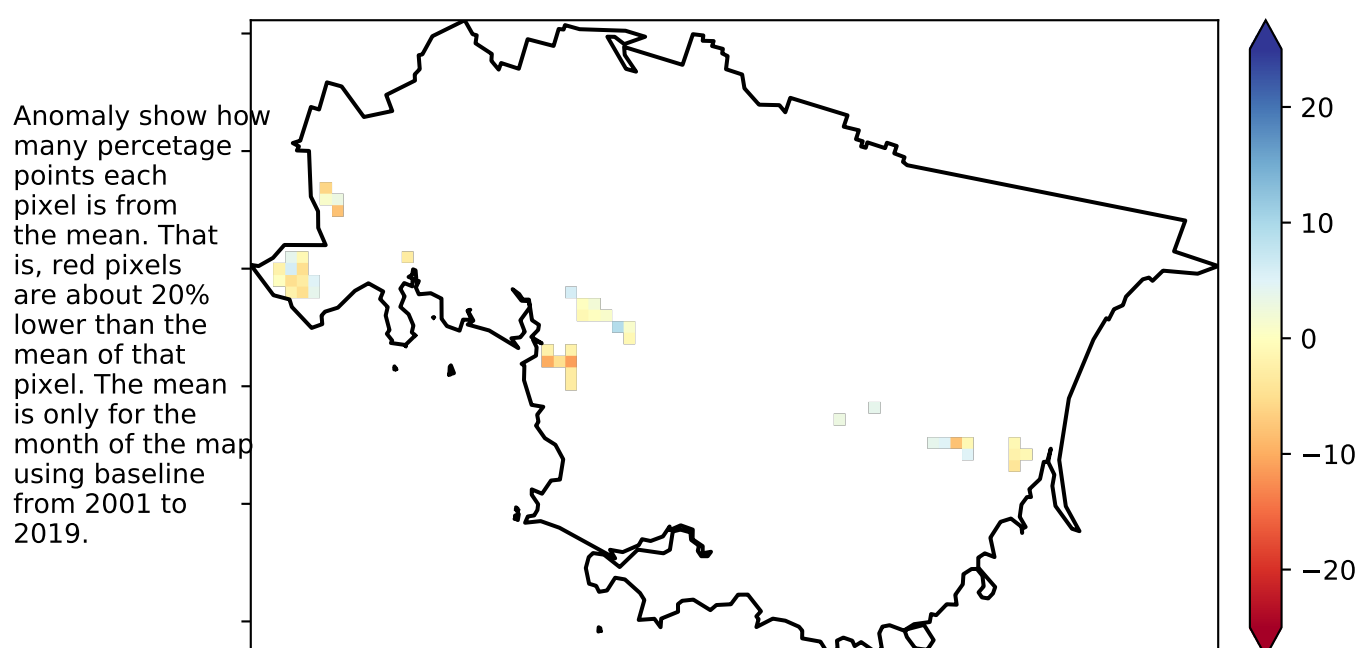 Anomaly show how
many percetage
points each
pixel is from
the mean. That
is, red pixels
are about 20%
lower than the
mean of that
pixel. The mean
is only for the
month of the map
using baseline
from 2001 to
2019.
20
10
0
−10
−20